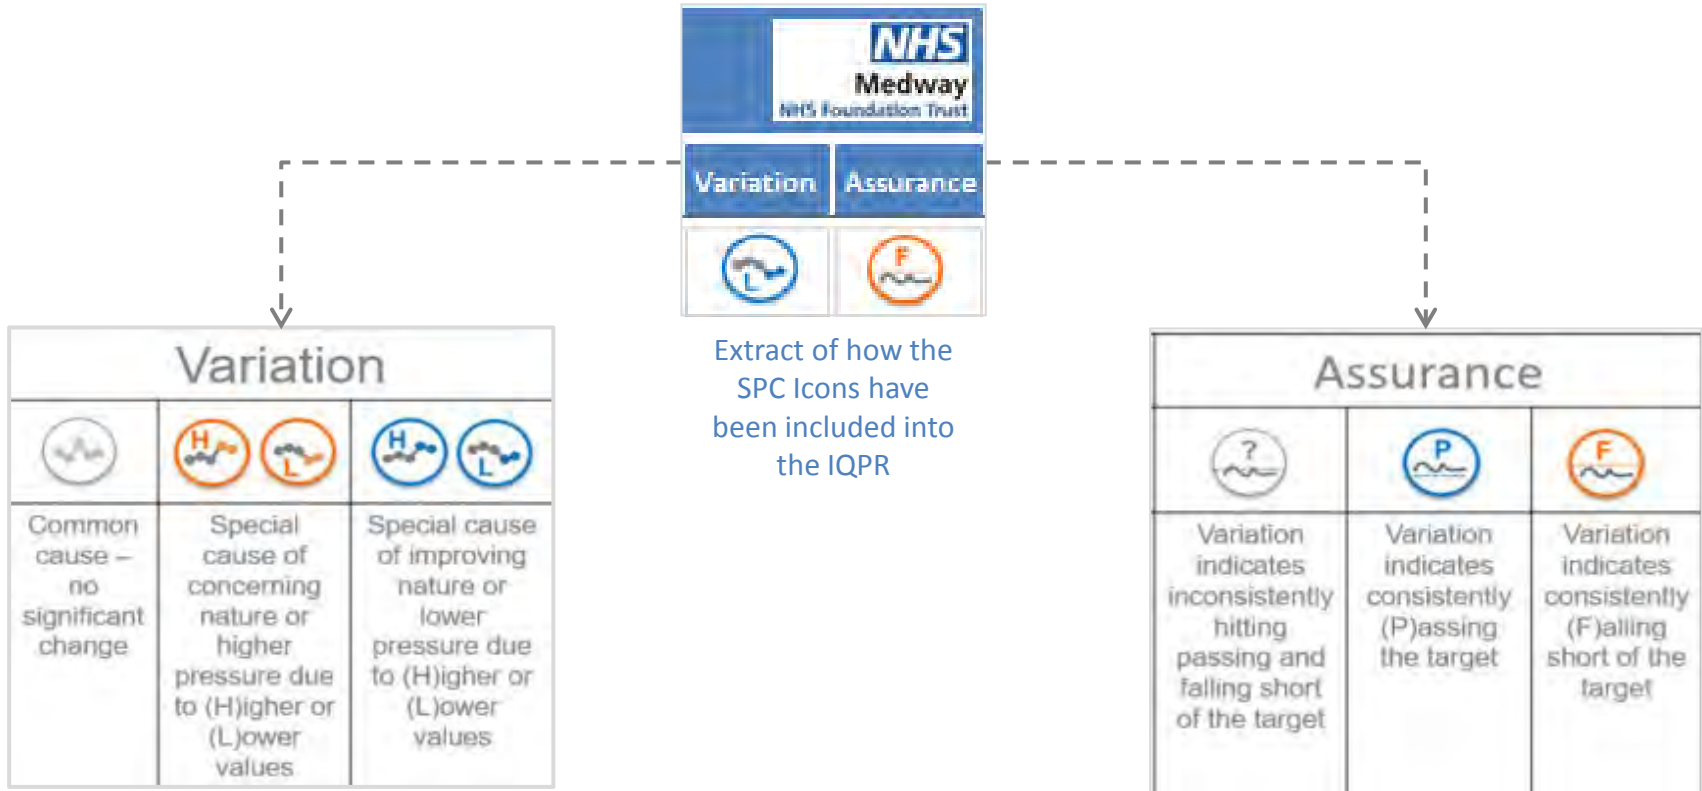 NHS
Medway
NHS Foundation Trust
Variation Assurance
L F
Extract of how the
SPC Icons have
been included into
the IQPR
Variation
H L H L
Common
cause –
no
significant
change
Special
cause of
concerning
nature or
higher
pressure due
to (H)igher or
(L)ower
values
Special cause
of improving
nature or
lower
pressure due
to (H)igher or
(L)ower
values
Assurance
? P F
Variation
indicates
inconsistently
hitting
passing and
falling short
of the target
Variation
indicates
consistently
(P)assing
the target
Variation
indicates
consistently
(F)alling
short of the
target